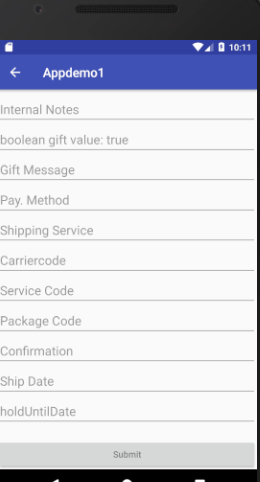 10:11
Appdemo1
Internal Notes
boolean gift value: true
Gift Message
Pay. Method
Shipping Service
Carriercode
Service Code
Package Code
Confirmation
Ship Date
holdUntilDate
Submit